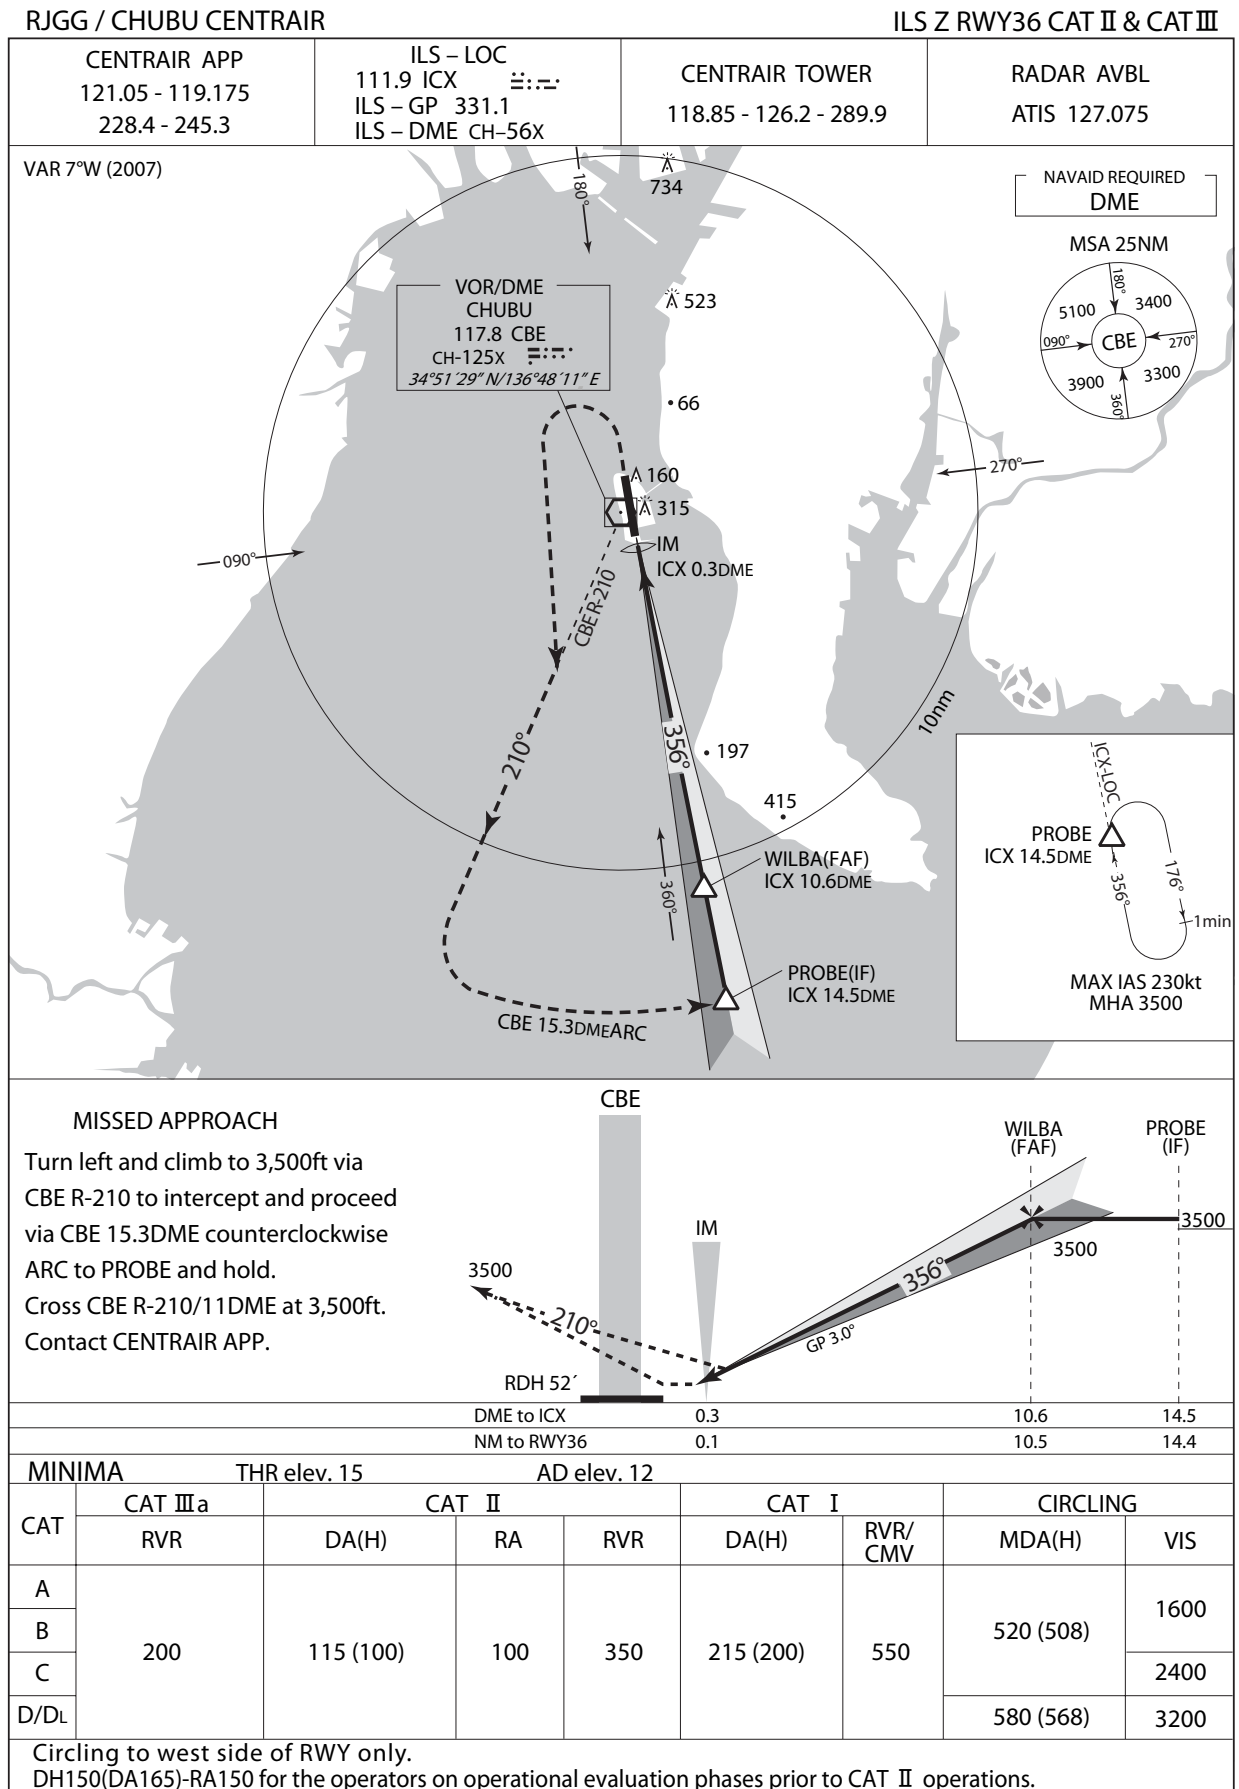 RJGG / CHUBU CENTRAIR
ILS Z RWY36 CAT Ⅱ & CAT Ⅲ
CENTRAIR APP
121.05 - 119.175
228.4 - 245.3
ILS – LOC
111.9 ICX
ILS – GP 331.1
ILS – DME CH–56X
CENTRAIR TOWER
118.85 - 126.2 - 289.9
RADAR AVBL
ATIS 127.075
VAR 7°W (2007)
180°
734
NAVAID REQUIRED
DME
MSA 25NM
180°
5100
3400
090°
CBE
270°
3900
3300
360°
VOR/DME
CHUBU
117.8 CBE
CH-125X
34°51´29″ N/136°48´11″ E
523
66
160
315
270°
090°
IM
ICX 0.3DME
CBE R-210
10nm
356°
197
210°
415
WILBA(FAF)
ICX 10.6DME
360°
PROBE(IF)
ICX 14.5DME
CBE 15.3DMEARC
ICX-LOC
PROBE
ICX 14.5DME
356°
176°
1min
MAX IAS 230kt
MHA 3500
MISSED APPROACH
Turn left and climb to 3,500ft via
CBE R-210 to intercept and proceed
via CBE 15.3DME counterclockwise
ARC to PROBE and hold.
Cross CBE R-210/11DME at 3,500ft.
Contact CENTRAIR APP.
CBE
WILBA
(FAF)
PROBE
(IF)
IM
3500
3500
3500
356°
210°
GP 3.0°
RDH 52´
DME to ICX 0.3 10.6 14.5
NM to RWY36 0.1 10.5 14.4
MINIMA THR elev. 15 AD elev. 12
CAT CAT Ⅲa CAT Ⅱ CAT Ⅰ CIRCLING
RVR DA(H) RA RVR DA(H) RVR/CMV MDA(H) VIS
A
B
C
D/DL
200 115 (100) 100 350 215 (200) 550
520 (508)
1600
2400
580 (568) 3200
Circling to west side of RWY only.
DH150(DA165)-RA150 for the operators on operational evaluation phases prior to CAT Ⅱ operations.